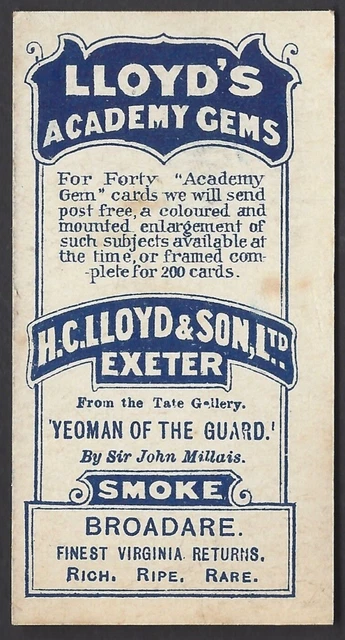 LLOYD'S
ACADEMY GEMS
For Forty "Academy
Gem" cards we will send
post free, a coloured and
mounted enlargement of
such subjects available at
the time, or framed com-
-plete for 200 cards.
H.C. LLOYD & SON, LTD.
EXETER
From the Tate Gallery.
'YEOMAN OF THE GUARD.'
By Sir John Millais.
SMOKE
BROADARE.
FINEST VIRGINIA RETURNS.
RICH. RIPE. RARE.